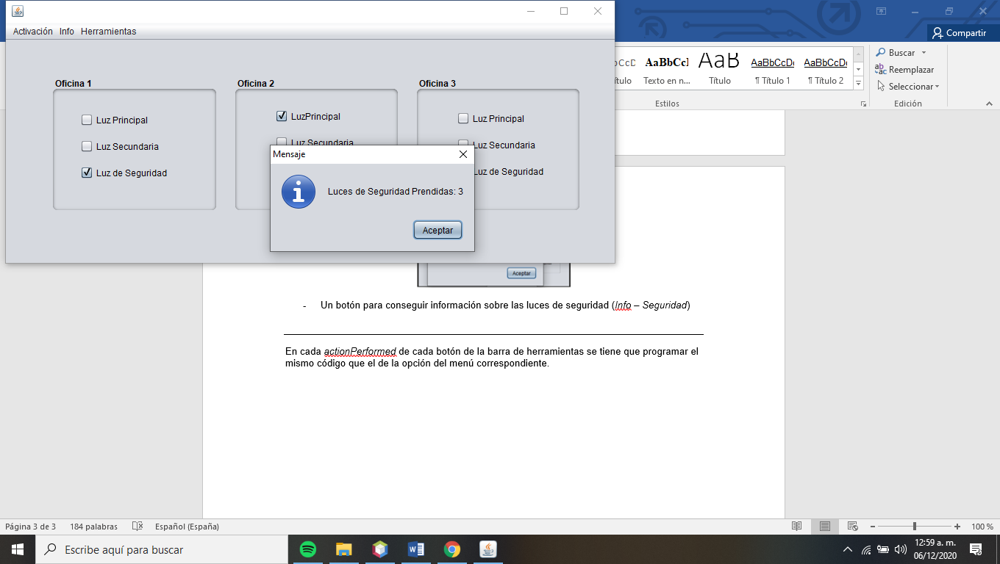 Activación Info Herramientas
Compartir
Oficina 1
Luz Principal
Luz Secundaria
Luz de Seguridad
Oficina 2
LuzPrincipal
Luz Secundaria
Oficina 3
Luz Principal
Luz Secundaria
Luz de Seguridad
Mensaje
Luces de Seguridad Prendidas: 3
Aceptar
AaBbCcI AaB AaBbCcDc AaBbCcDc
Texto en n... Título ¶ Título 1 ¶ Título 2
Estilos
Buscar
Reemplazar
Seleccionar
Edición
Aceptar
- Un botón para conseguir información sobre las luces de seguridad (Info – Seguridad)
En cada actionPerformed de cada botón de la barra de herramientas se tiene que programar el
mismo código que el de la opción del menú correspondiente.
Página 3 de 3 184 palabras Español (España) 100 %
Escribe aquí para buscar
12:59 a. m.
06/12/2020